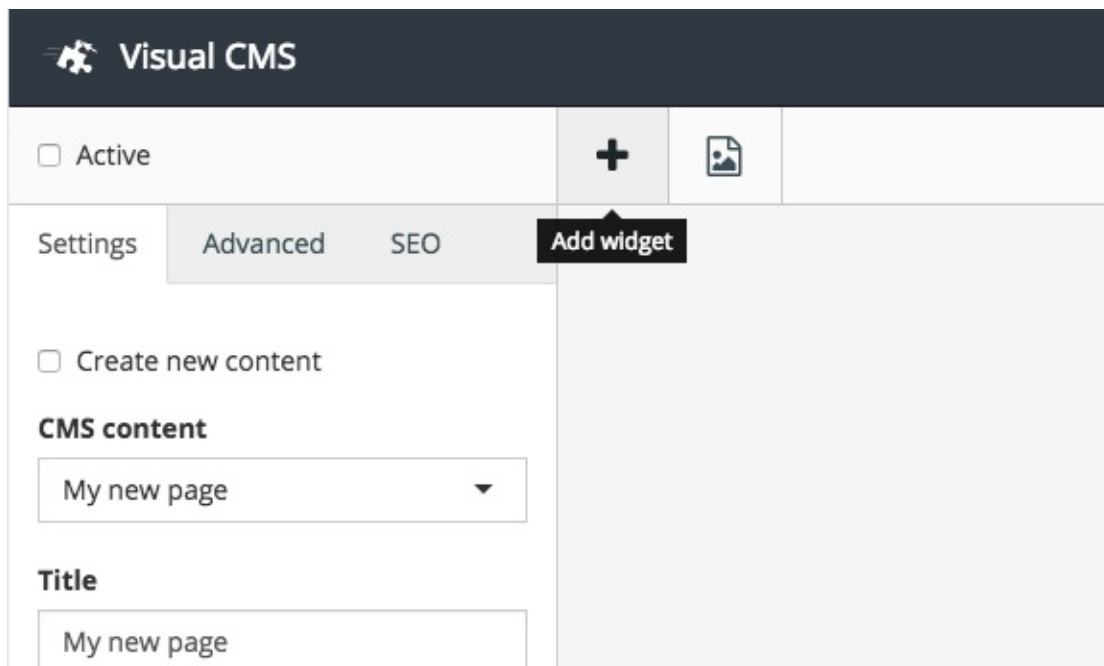 Visual CMS
Active
Add widget
Settings Advanced SEO
Create new content
CMS content
My new page
Title
My new page